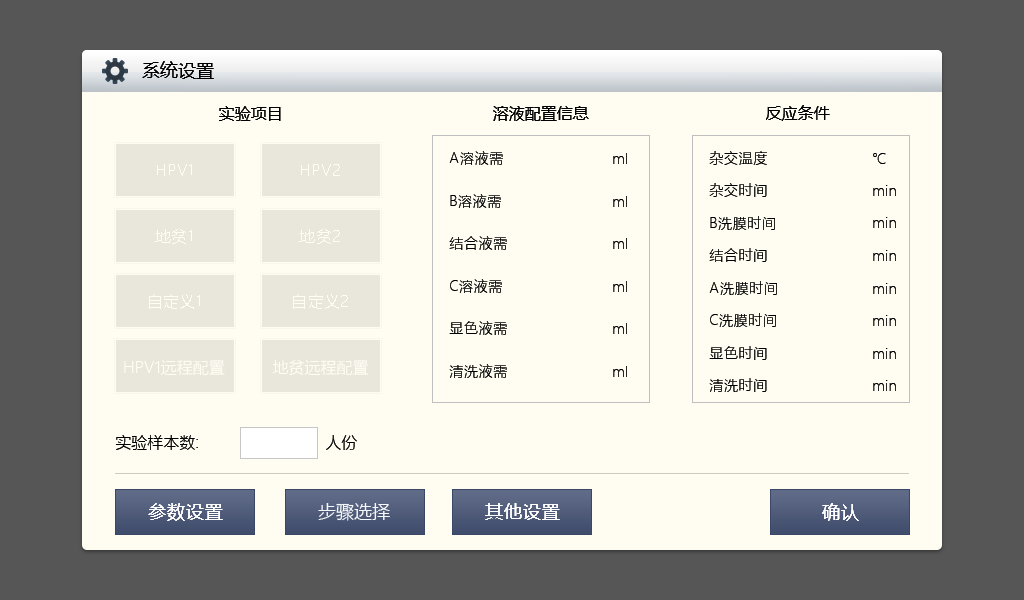 系统设置
实验项目
HPV1 HPV2
地贫1 地贫2
自定义1 自定义2
HPV1远程配置 地贫远程配置
溶液配置信息
A溶液需 ml
B溶液需 ml
结合液需 ml
C溶液需 ml
显色液需 ml
清洗液需 ml
反应条件
杂交温度 ℃
杂交时间 min
B洗膜时间 min
结合时间 min
A洗膜时间 min
C洗膜时间 min
显色时间 min
清洗时间 min
实验样本数: 人份
参数设置 步骤选择 其他设置 确认